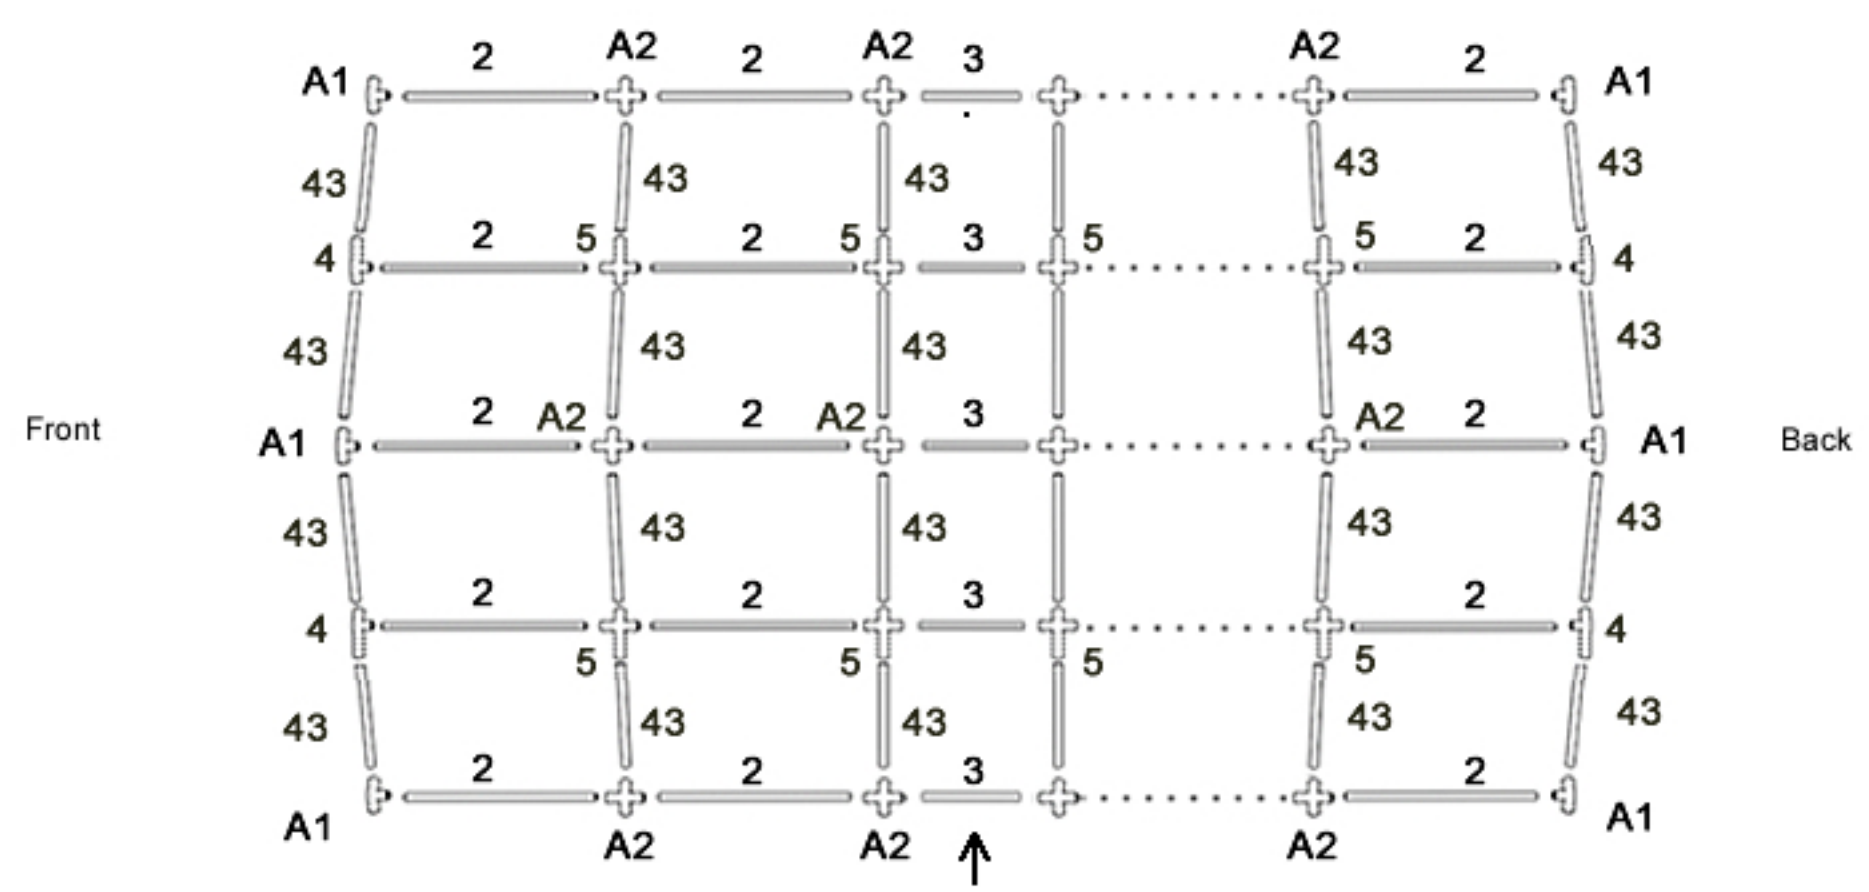 2 A2 2 A2 3 A2 2
A1 A1
43 43 43 43 43
4 2 5 2 5 3 5 5 2 4
43 43 43 43 43
Front A1 2 A2 2 A2 3 A2 2 A1 Back
43 43 43 43 43
2 2 3 2
4 5 5 5 5 4
43 43 43 43 43
2 2 3 2
A1 A2 A2 A2 A1